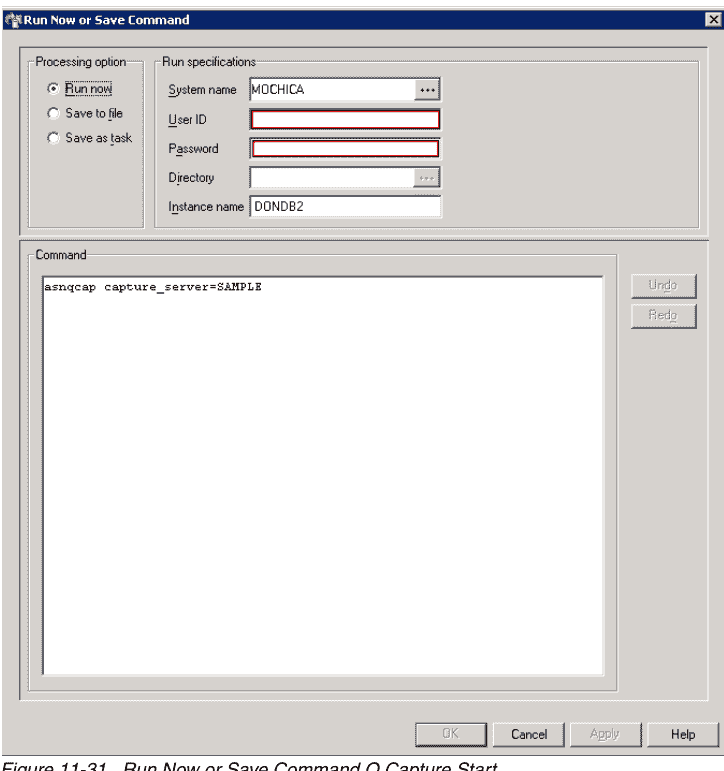 Run Now or Save Command
Processing option
Run now
Save to file
Save as task
Run specifications
System name MOCHICA ...
User ID
Password
Directory ...
Instance name DONDB2
Command
asnqcap capture_server=SAMPLE
Undo
Redo
OK Cancel Apply Help
Figure 11-31 Run Now or Save Command Q Capture Start